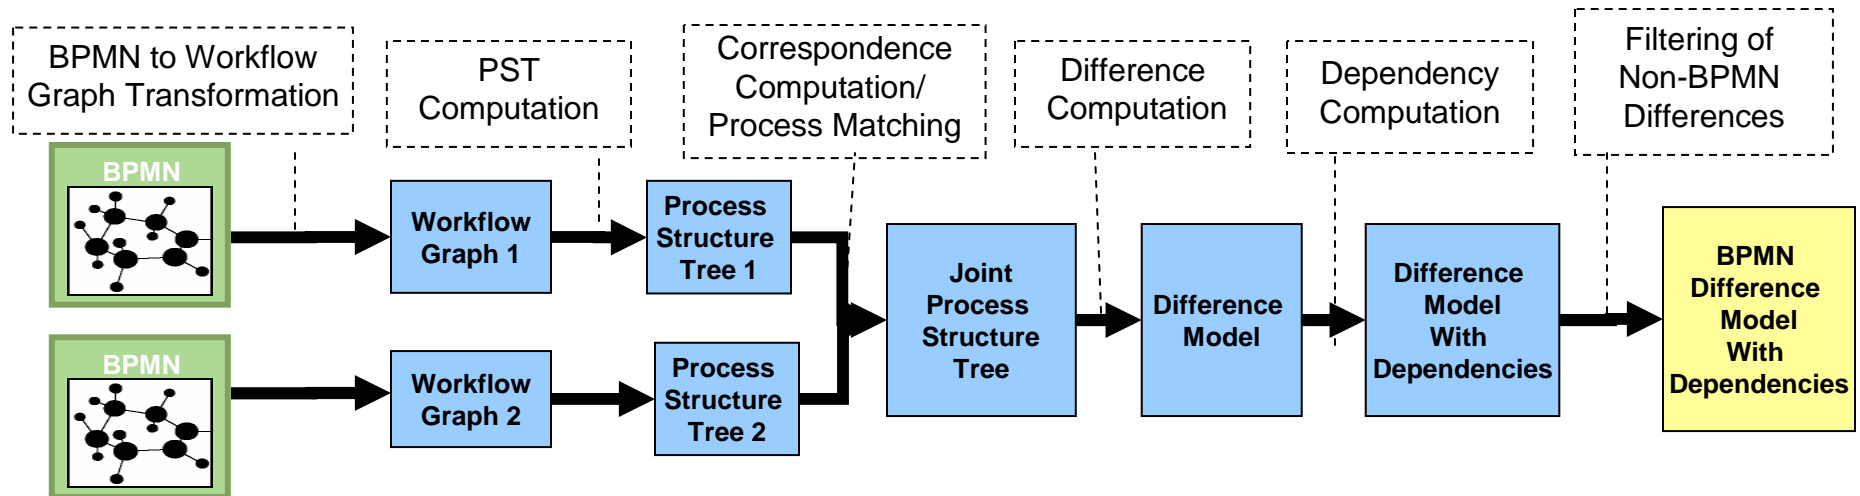 BPMN to Workflow
Graph Transformation
PST
Computation
Correspondence
Computation/
Process Matching
Difference
Computation
Dependency
Computation
Filtering of
Non-BPMN
Differences
BPMN
Workflow
Graph 1
Process
Structure
Tree 1
Joint
Process
Structure
Tree
Difference
Model
Difference
Model
With
Dependencies
BPMN
Difference
Model
With
Dependencies
BPMN
Workflow
Graph 2
Process
Structure
Tree 2